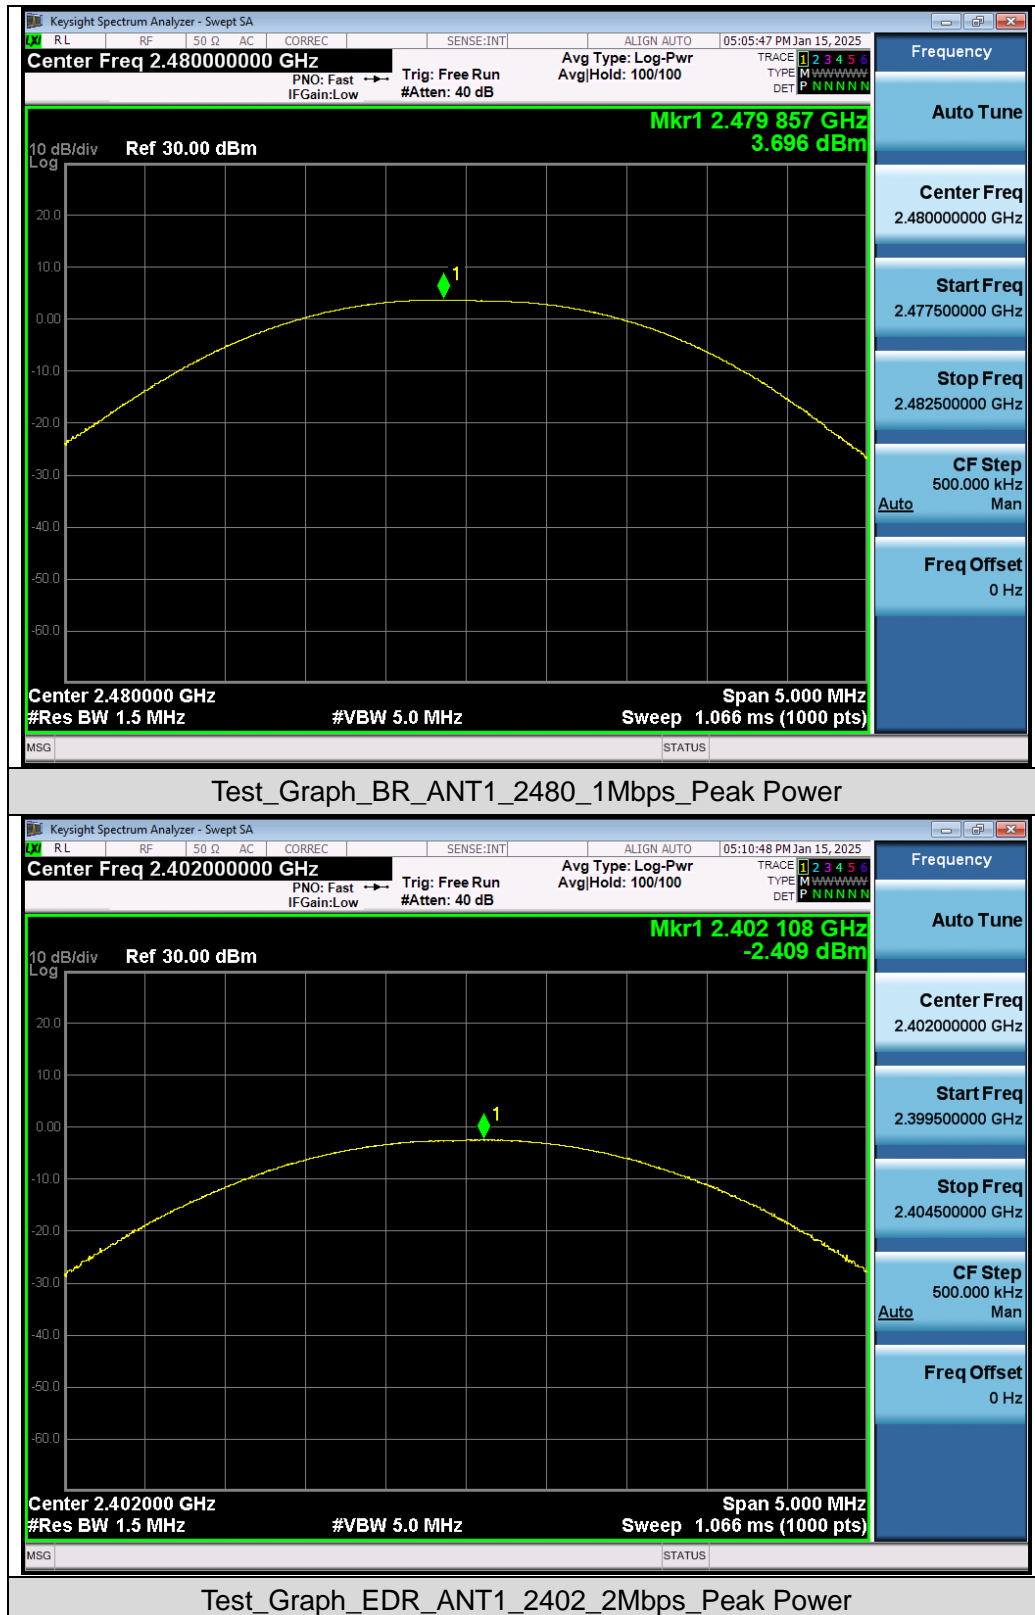 Keysight Spectrum Analyzer - Swept SA
LXI RL RF 50 Ω AC CORREC SENSE:INT ALIGN AUTO 05:05:47 PM Jan 15, 2025
Center Freq 2.480000000 GHz
PNO: Fast
IFGain:Low
Trig: Free Run
#Atten: 40 dB
Avg Type: Log-Pwr
Avg|Hold: 100/100
TRACE 1 2 3 4 5 6
TYPE M WWWWW
DET P N N N N N
Mkr1 2.479 857 GHz
3.696 dBm
10 dB/div Ref 30.00 dBm
Log
20.0
10.0
1
0.00
-10.0
-20.0
-30.0
-40.0
-50.0
-60.0
Center 2.480000 GHz Span 5.000 MHz
#Res BW 1.5 MHz #VBW 5.0 MHz Sweep 1.066 ms (1000 pts)
MSG STATUS
Frequency
Auto Tune
Center Freq
2.480000000 GHz
Start Freq
2.477500000 GHz
Stop Freq
2.482500000 GHz
CF Step
500.000 kHz
Auto Man
Freq Offset
0 Hz
Test_Graph_BR_ANT1_2480_1Mbps_Peak Power
Keysight Spectrum Analyzer - Swept SA
LXI RL RF 50 Ω AC CORREC SENSE:INT ALIGN AUTO 05:10:48 PM Jan 15, 2025
Center Freq 2.402000000 GHz
PNO: Fast
IFGain:Low
Trig: Free Run
#Atten: 40 dB
Avg Type: Log-Pwr
Avg|Hold: 100/100
TRACE 1 2 3 4 5 6
TYPE M WWWWW
DET P N N N N N
Mkr1 2.402 108 GHz
-2.409 dBm
10 dB/div Ref 30.00 dBm
Log
20.0
10.0
1
0.00
-10.0
-20.0
-30.0
-40.0
-50.0
-60.0
Center 2.402000 GHz Span 5.000 MHz
#Res BW 1.5 MHz #VBW 5.0 MHz Sweep 1.066 ms (1000 pts)
MSG STATUS
Frequency
Auto Tune
Center Freq
2.402000000 GHz
Start Freq
2.399500000 GHz
Stop Freq
2.404500000 GHz
CF Step
500.000 kHz
Auto Man
Freq Offset
0 Hz
Test_Graph_EDR_ANT1_2402_2Mbps_Peak Power